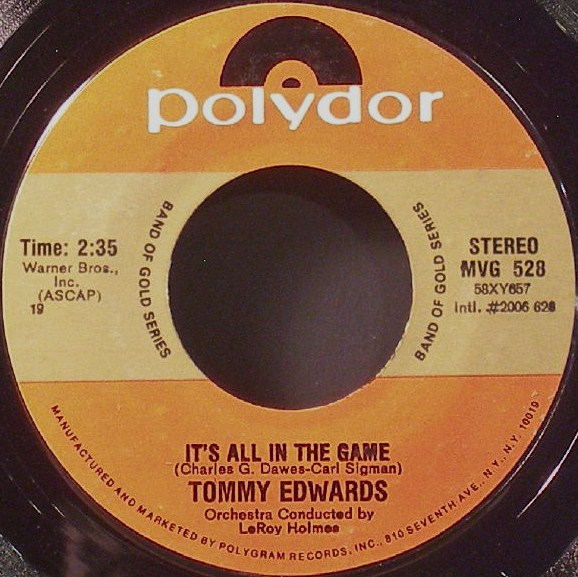 polydor
BAND OF GOLD SERIES
BAND OF GOLD SERIES
Time: 2:35
Warner Bros.,
Inc.
(ASCAP)
19
STEREO
MVG 528
58XY657
Intl. #2006 628
IT'S ALL IN THE GAME
(Charles G. Dawes-Carl Sigman)
TOMMY EDWARDS
Orchestra Conducted by
LeRoy Holmes
MANUFACTURED AND MARKETED BY POLYGRAM RECORDS, INC., 810 SEVENTH AVE., N.Y., N.Y. 10019